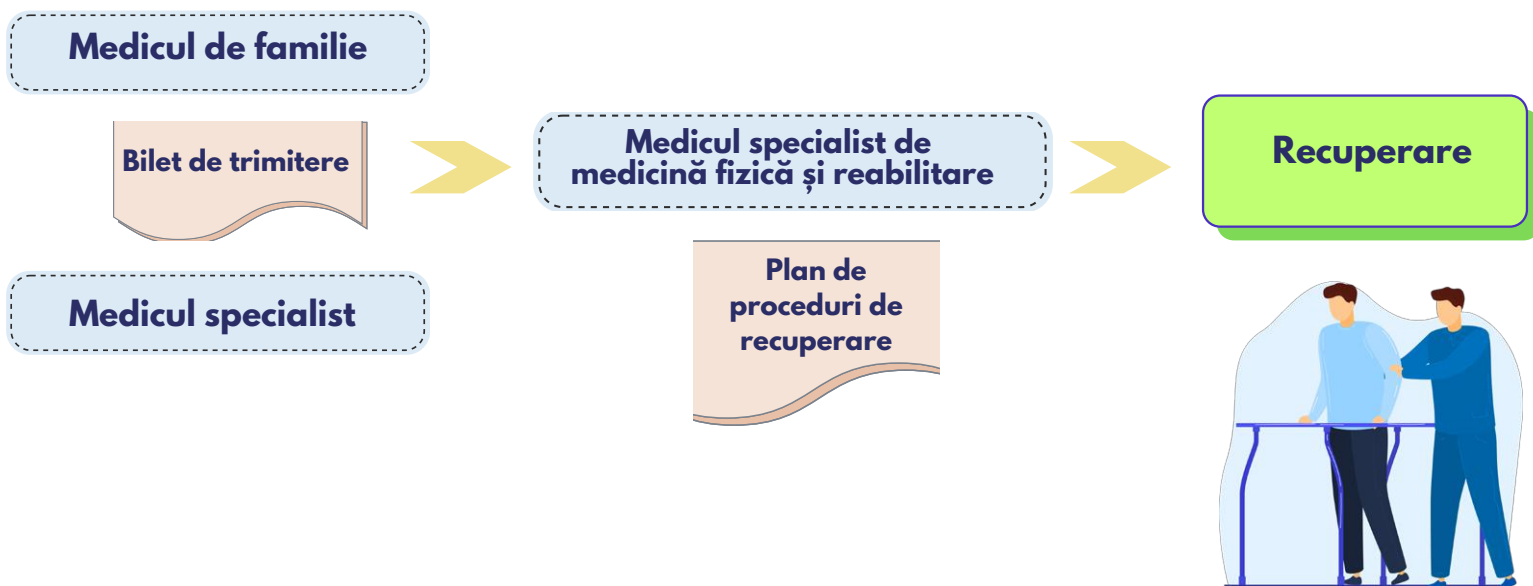 Medicul de familie
Bilet de trimitere
Medicul specialist
Medicul specialist de
medicină fizică și reabilitare
Plan de
proceduri de
recuperare
Recuperare